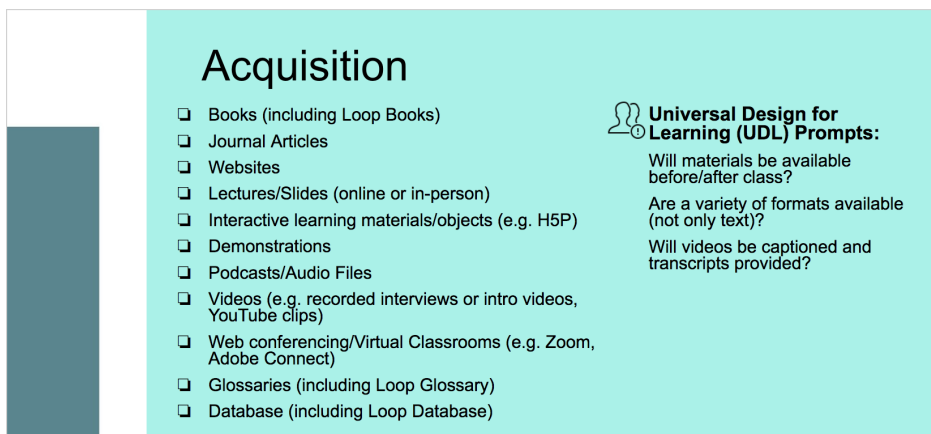 Acquisition
❏ Books (including Loop Books)
❏ Journal Articles
❏ Websites
❏ Lectures/Slides (online or in-person)
❏ Interactive learning materials/objects (e.g. H5P)
❏ Demonstrations
❏ Podcasts/Audio Files
❏ Videos (e.g. recorded interviews or intro videos,
YouTube clips)
❏ Web conferencing/Virtual Classrooms (e.g. Zoom,
Adobe Connect)
❏ Glossaries (including Loop Glossary)
❏ Database (including Loop Database)
Universal Design for
Learning (UDL) Prompts:
Will materials be available
before/after class?
Are a variety of formats available
(not only text)?
Will videos be captioned and
transcripts provided?